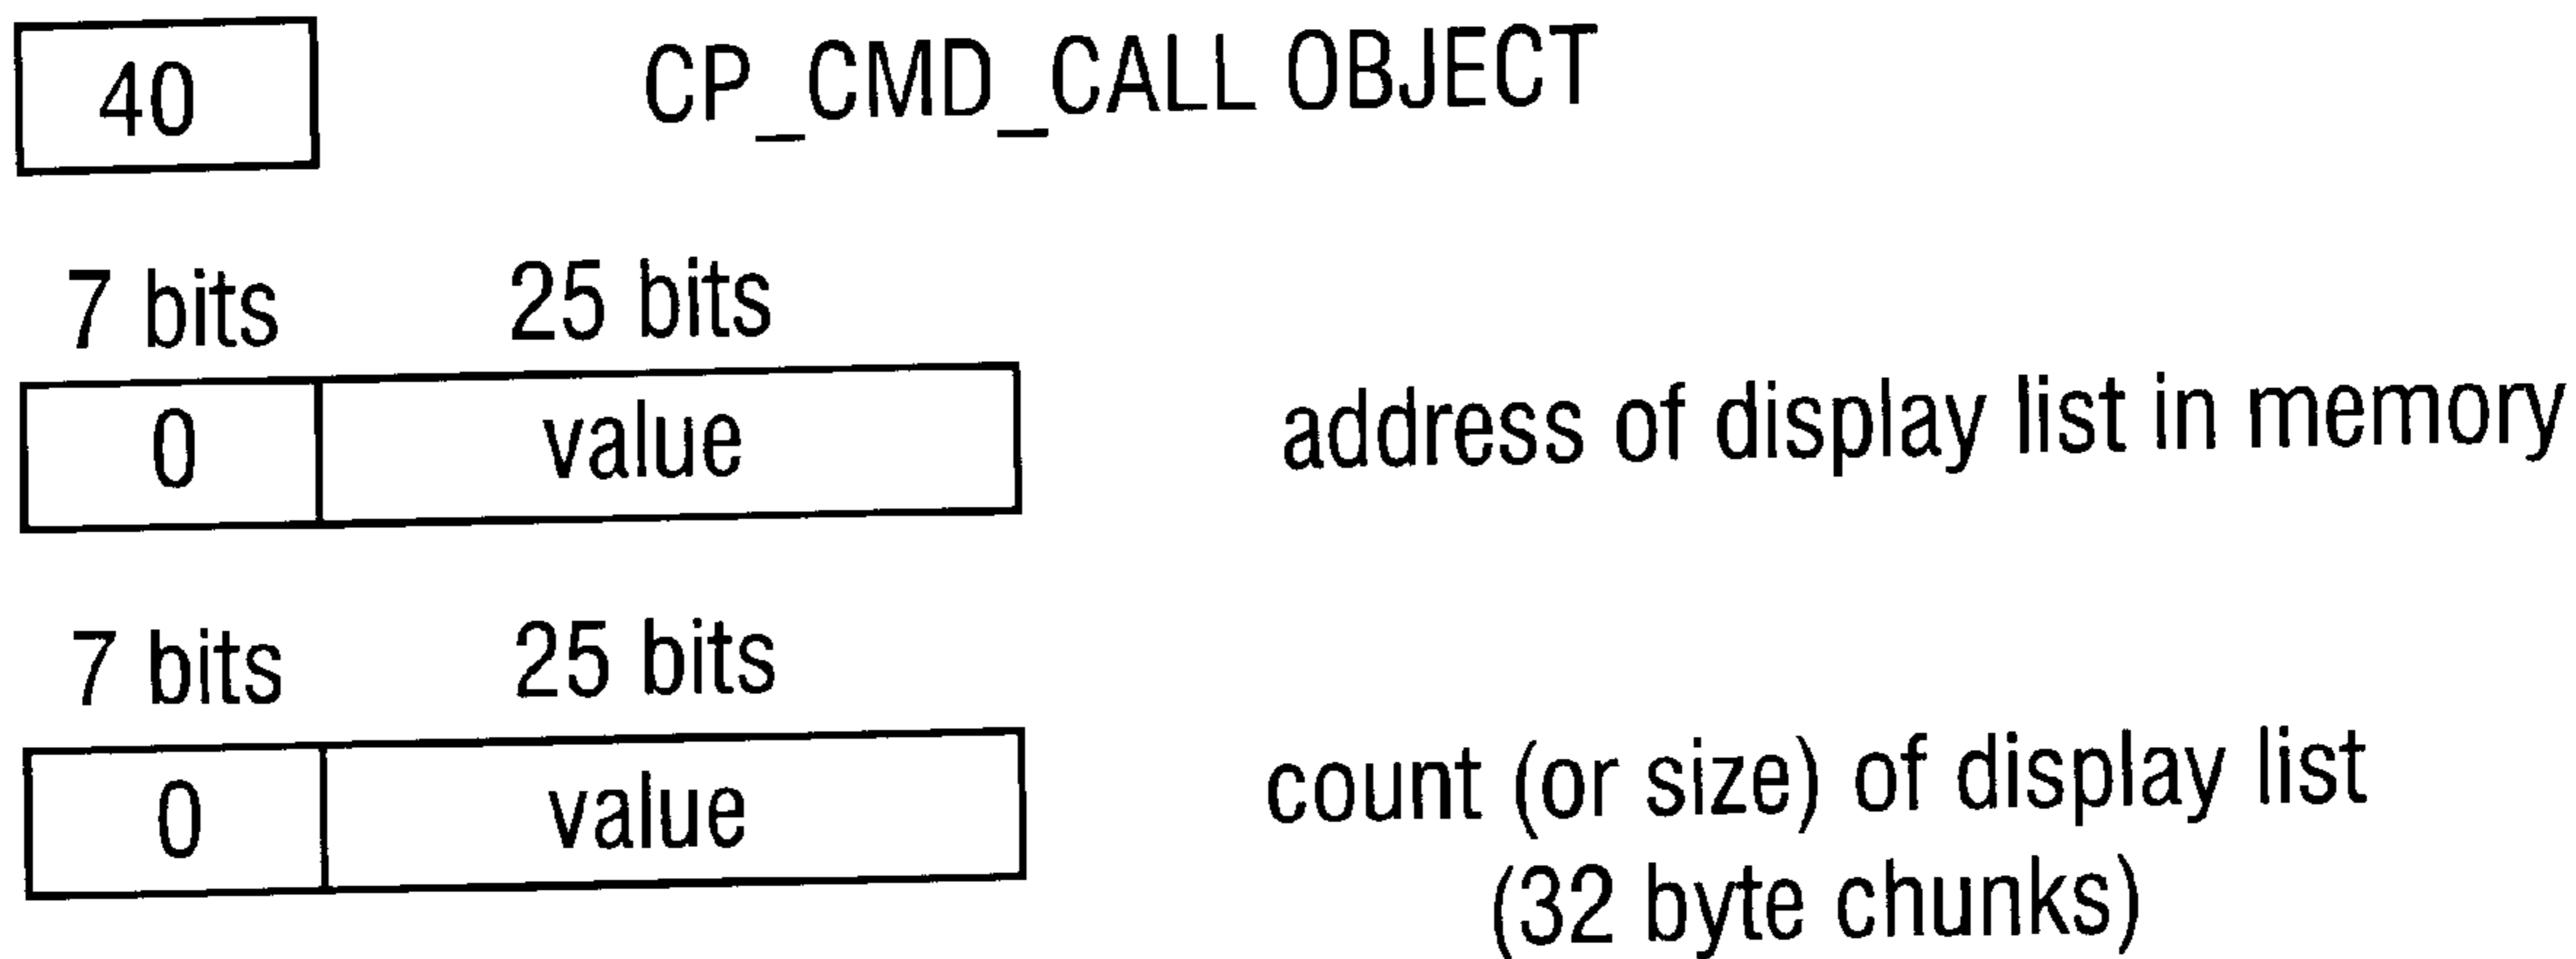 40 CP_CMD_CALL OBJECT
7 bits 25 bits
0 value address of display list in memory
7 bits 25 bits
0 value count (or size) of display list
(32 byte chunks)